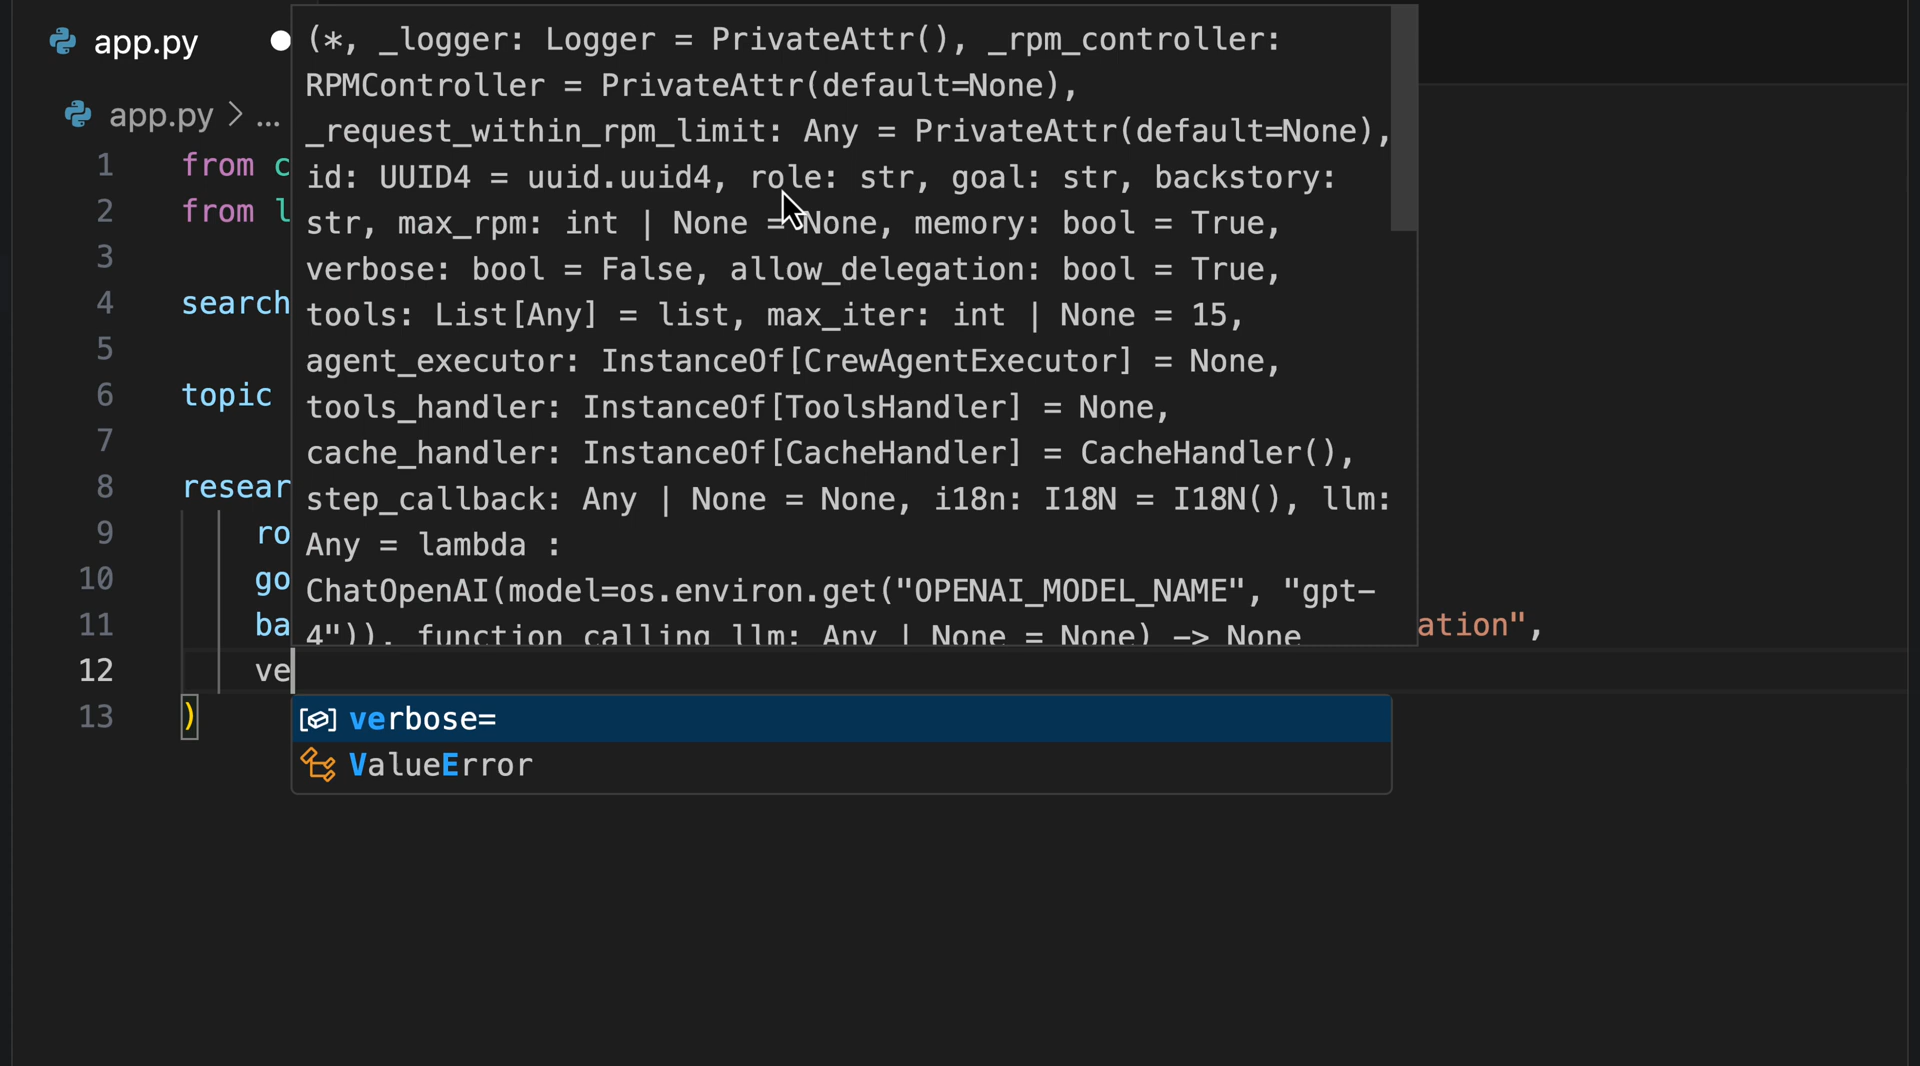 app.py
app.py > ...
(*, _logger: Logger = PrivateAttr(), _rpm_controller:
RPMController = PrivateAttr(default=None),
_request_within_rpm_limit: Any = PrivateAttr(default=None),
id: UUID4 = uuid.uuid4, role: str, goal: str, backstory:
str, max_rpm: int | None = None, memory: bool = True,
verbose: bool = False, allow_delegation: bool = True,
tools: List[Any] = list, max_iter: int | None = 15,
agent_executor: InstanceOf[CrewAgentExecutor] = None,
tools_handler: InstanceOf[ToolsHandler] = None,
cache_handler: InstanceOf[CacheHandler] = CacheHandler(),
step_callback: Any | None = None, i18n: I18N = I18N(), llm:
Any = lambda :
ChatOpenAI(model=os.environ.get("OPENAI_MODEL_NAME", "gpt-
4")), function_calling_llm: Any | None = None) -> None
1 from c
2 from l
3
4 search
5
6 topic
7
8 resear
9 ro
10 go
11 ba ation",
12 ve
13 )
verbose=
ValueError